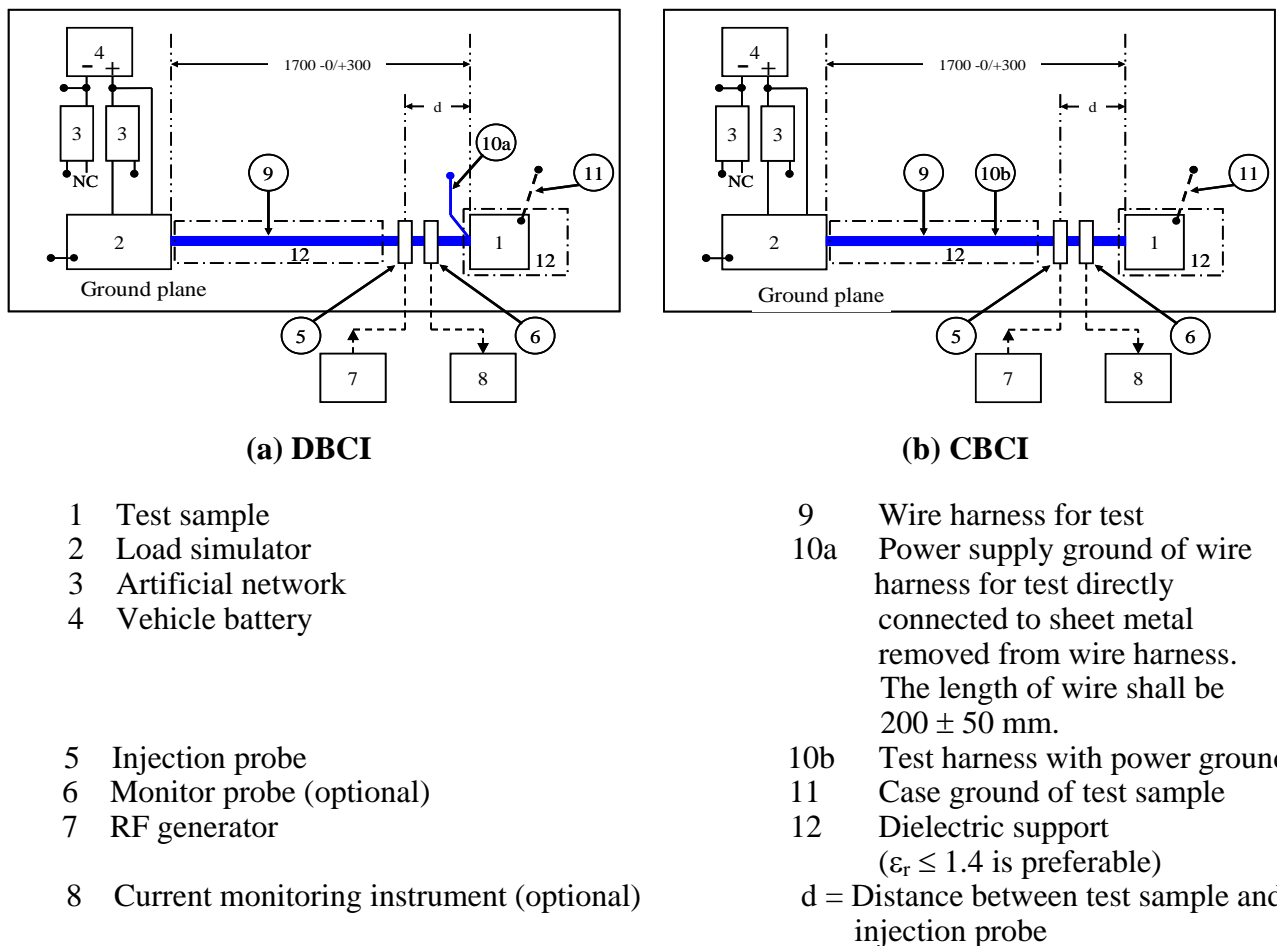 4
− +
1700 -0/+300
d
3
3
NC
10a
9
11
2
1
12
12
Ground plane
5
6
7
8
(a) DBCI
4
− +
1700 -0/+300
d
3
3
NC
9
10b
11
2
1
12
12
Ground plane
5
6
7
8
(b) CBCI
1 Test sample
2 Load simulator
3 Artificial network
4 Vehicle battery
5 Injection probe
6 Monitor probe (optional)
7 RF generator
8 Current monitoring instrument (optional)
9 Wire harness for test
10a Power supply ground of wire
harness for test directly
connected to sheet metal
removed from wire harness.
The length of wire shall be
200 ± 50 mm.
10b Test harness with power ground
11 Case ground of test sample
12 Dielectric support
(εr ≤ 1.4 is preferable)
d = Distance between test sample and
injection probe